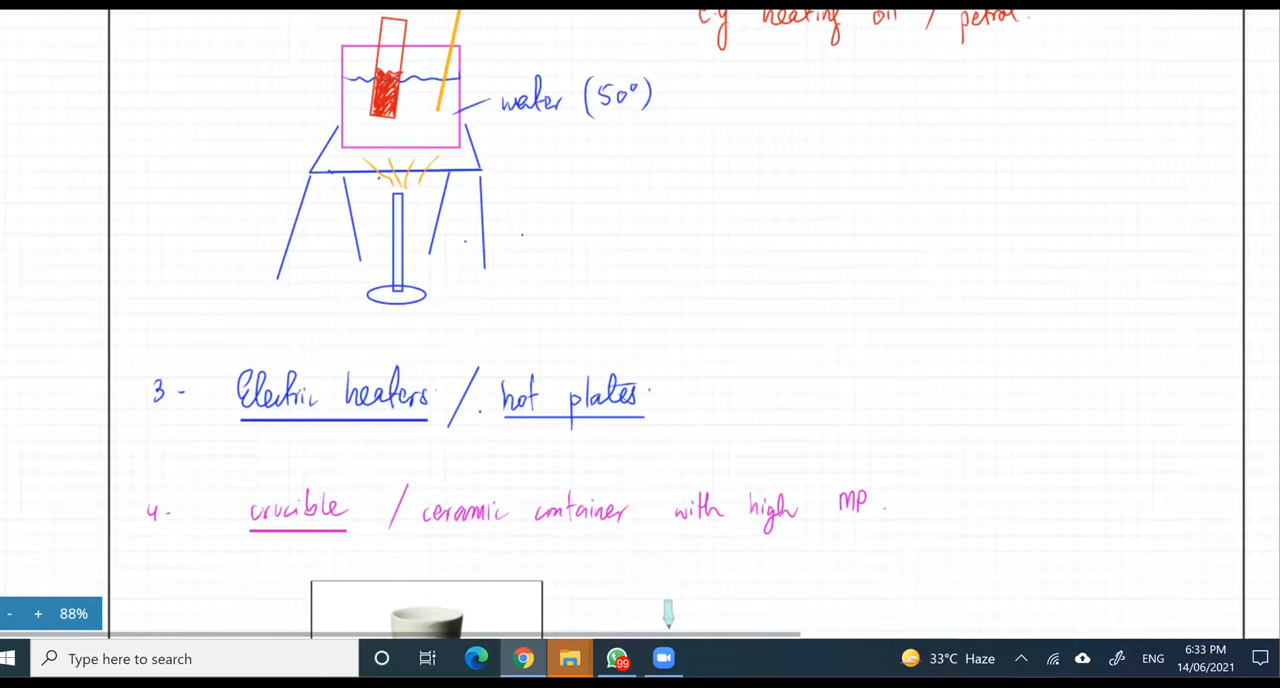 e.g heating oil / petrol.
water (50°)
3 - Electric heaters / hot plates.
4. crucible / ceramic container with high MP.
- + 88%
Type here to search
99
33°C Haze
ENG
6:33 PM
14/06/2021